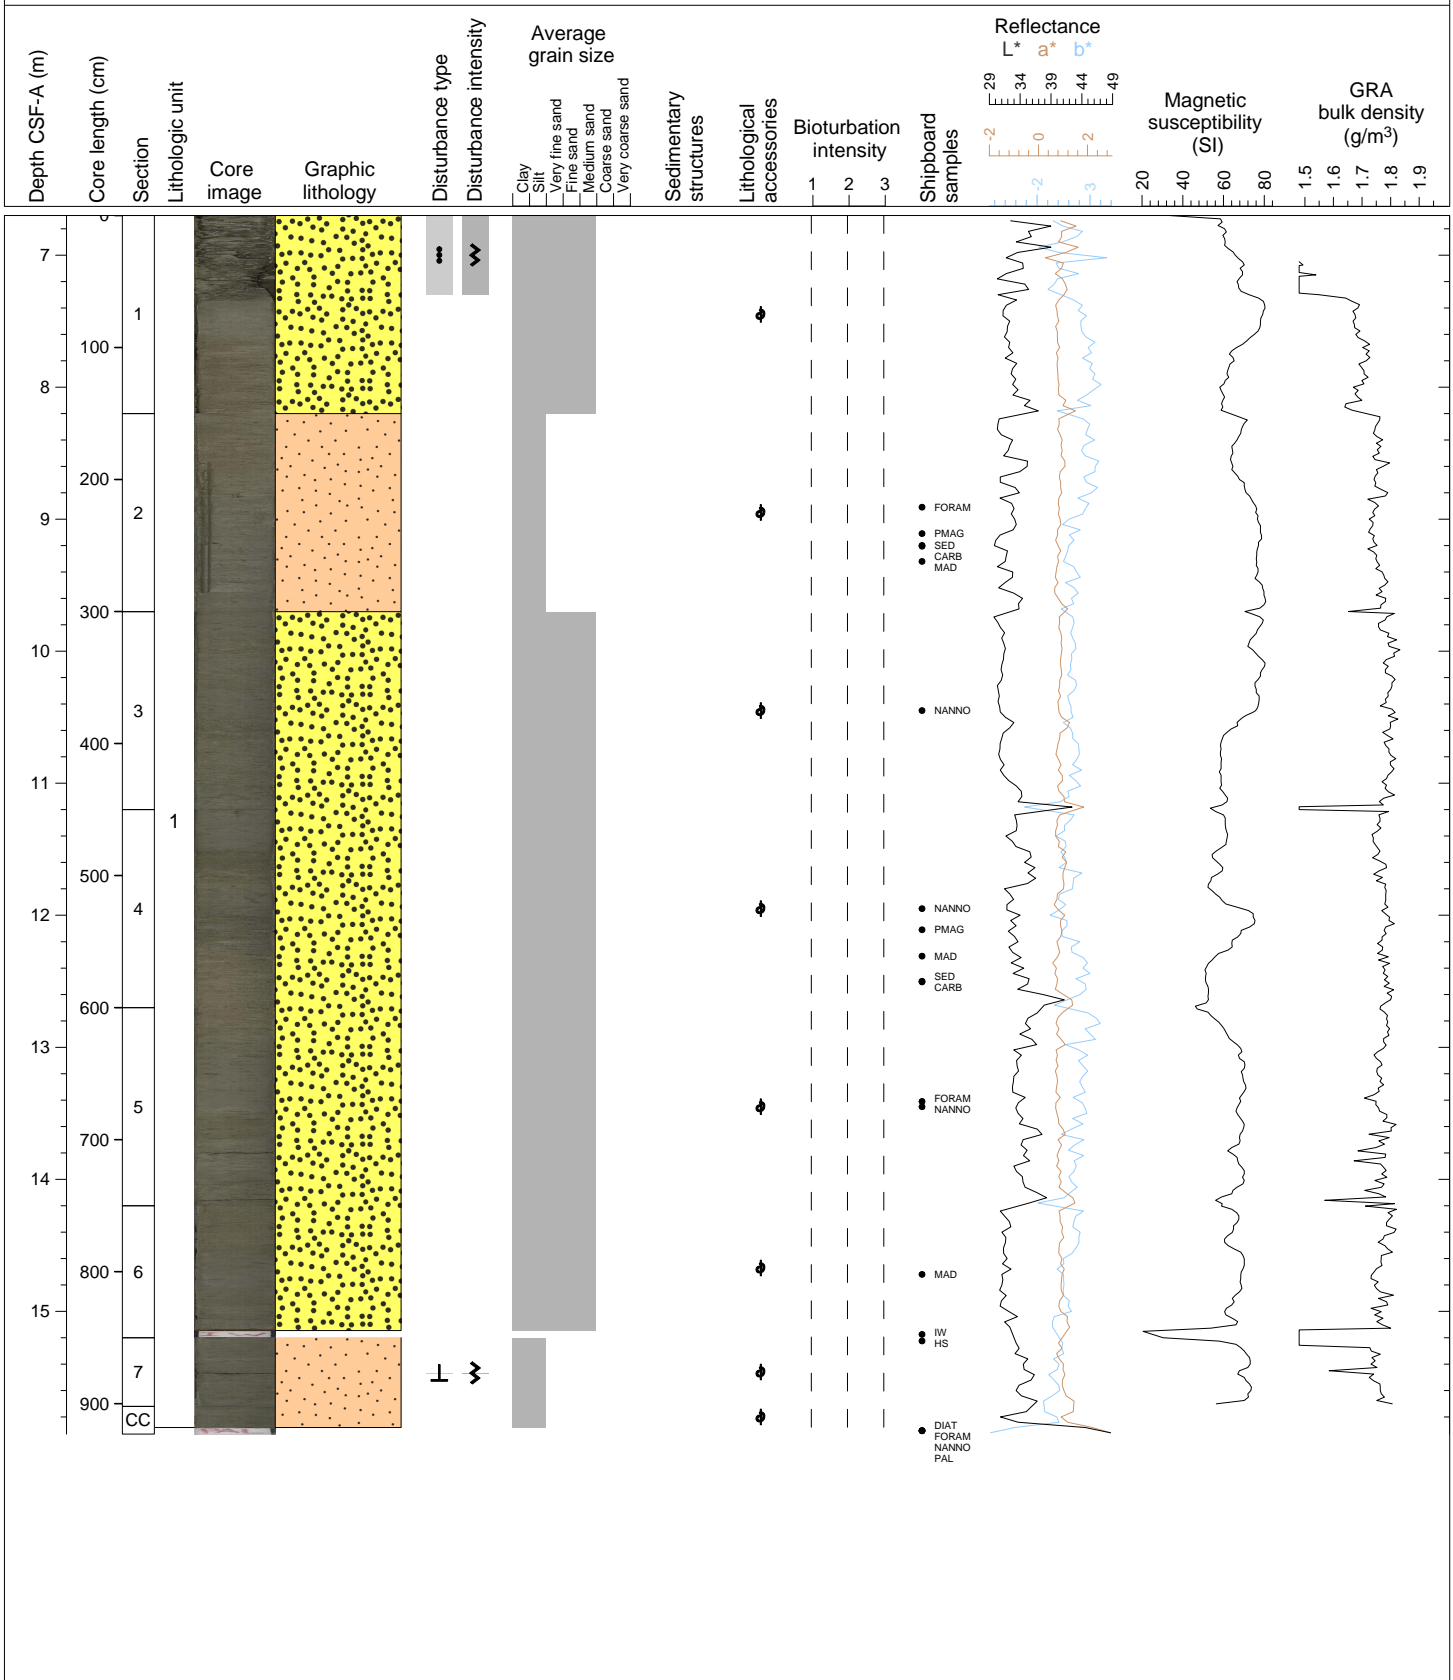 Depth CSF-A (m)
Core length (cm)
Section
Lithologic unit
Core
image
Graphic
lithology
Disturbance type
Disturbance intensity
Average
grain size
Clay
Silt
Very fine sand
Fine sand
Medium sand
Coarse sand
Very coarse sand
Sedimentary
structures
Lithological
accessories
Bioturbation
intensity
1 2 3
Shipboard
samples
Reflectance
L* a* b*
29 34 39 44 49
-2 0 2
-2 3
Magnetic
susceptibility
(SI)
20 40 60 80
GRA
bulk density
(g/m3)
1.5 1.6 1.7 1.8 1.9
0
7
1
100
8
200
2
FORAM
9
PMAG
SED
CARB
MAD
300
10
3
NANNO
400
11
1
500
4
NANNO
12
PMAG
MAD
SED
CARB
600
13
FORAM
5
NANNO
700
14
800
6
MAD
15
IW
HS
7
900
CC
DIAT
FORAM
NANNO
PAL